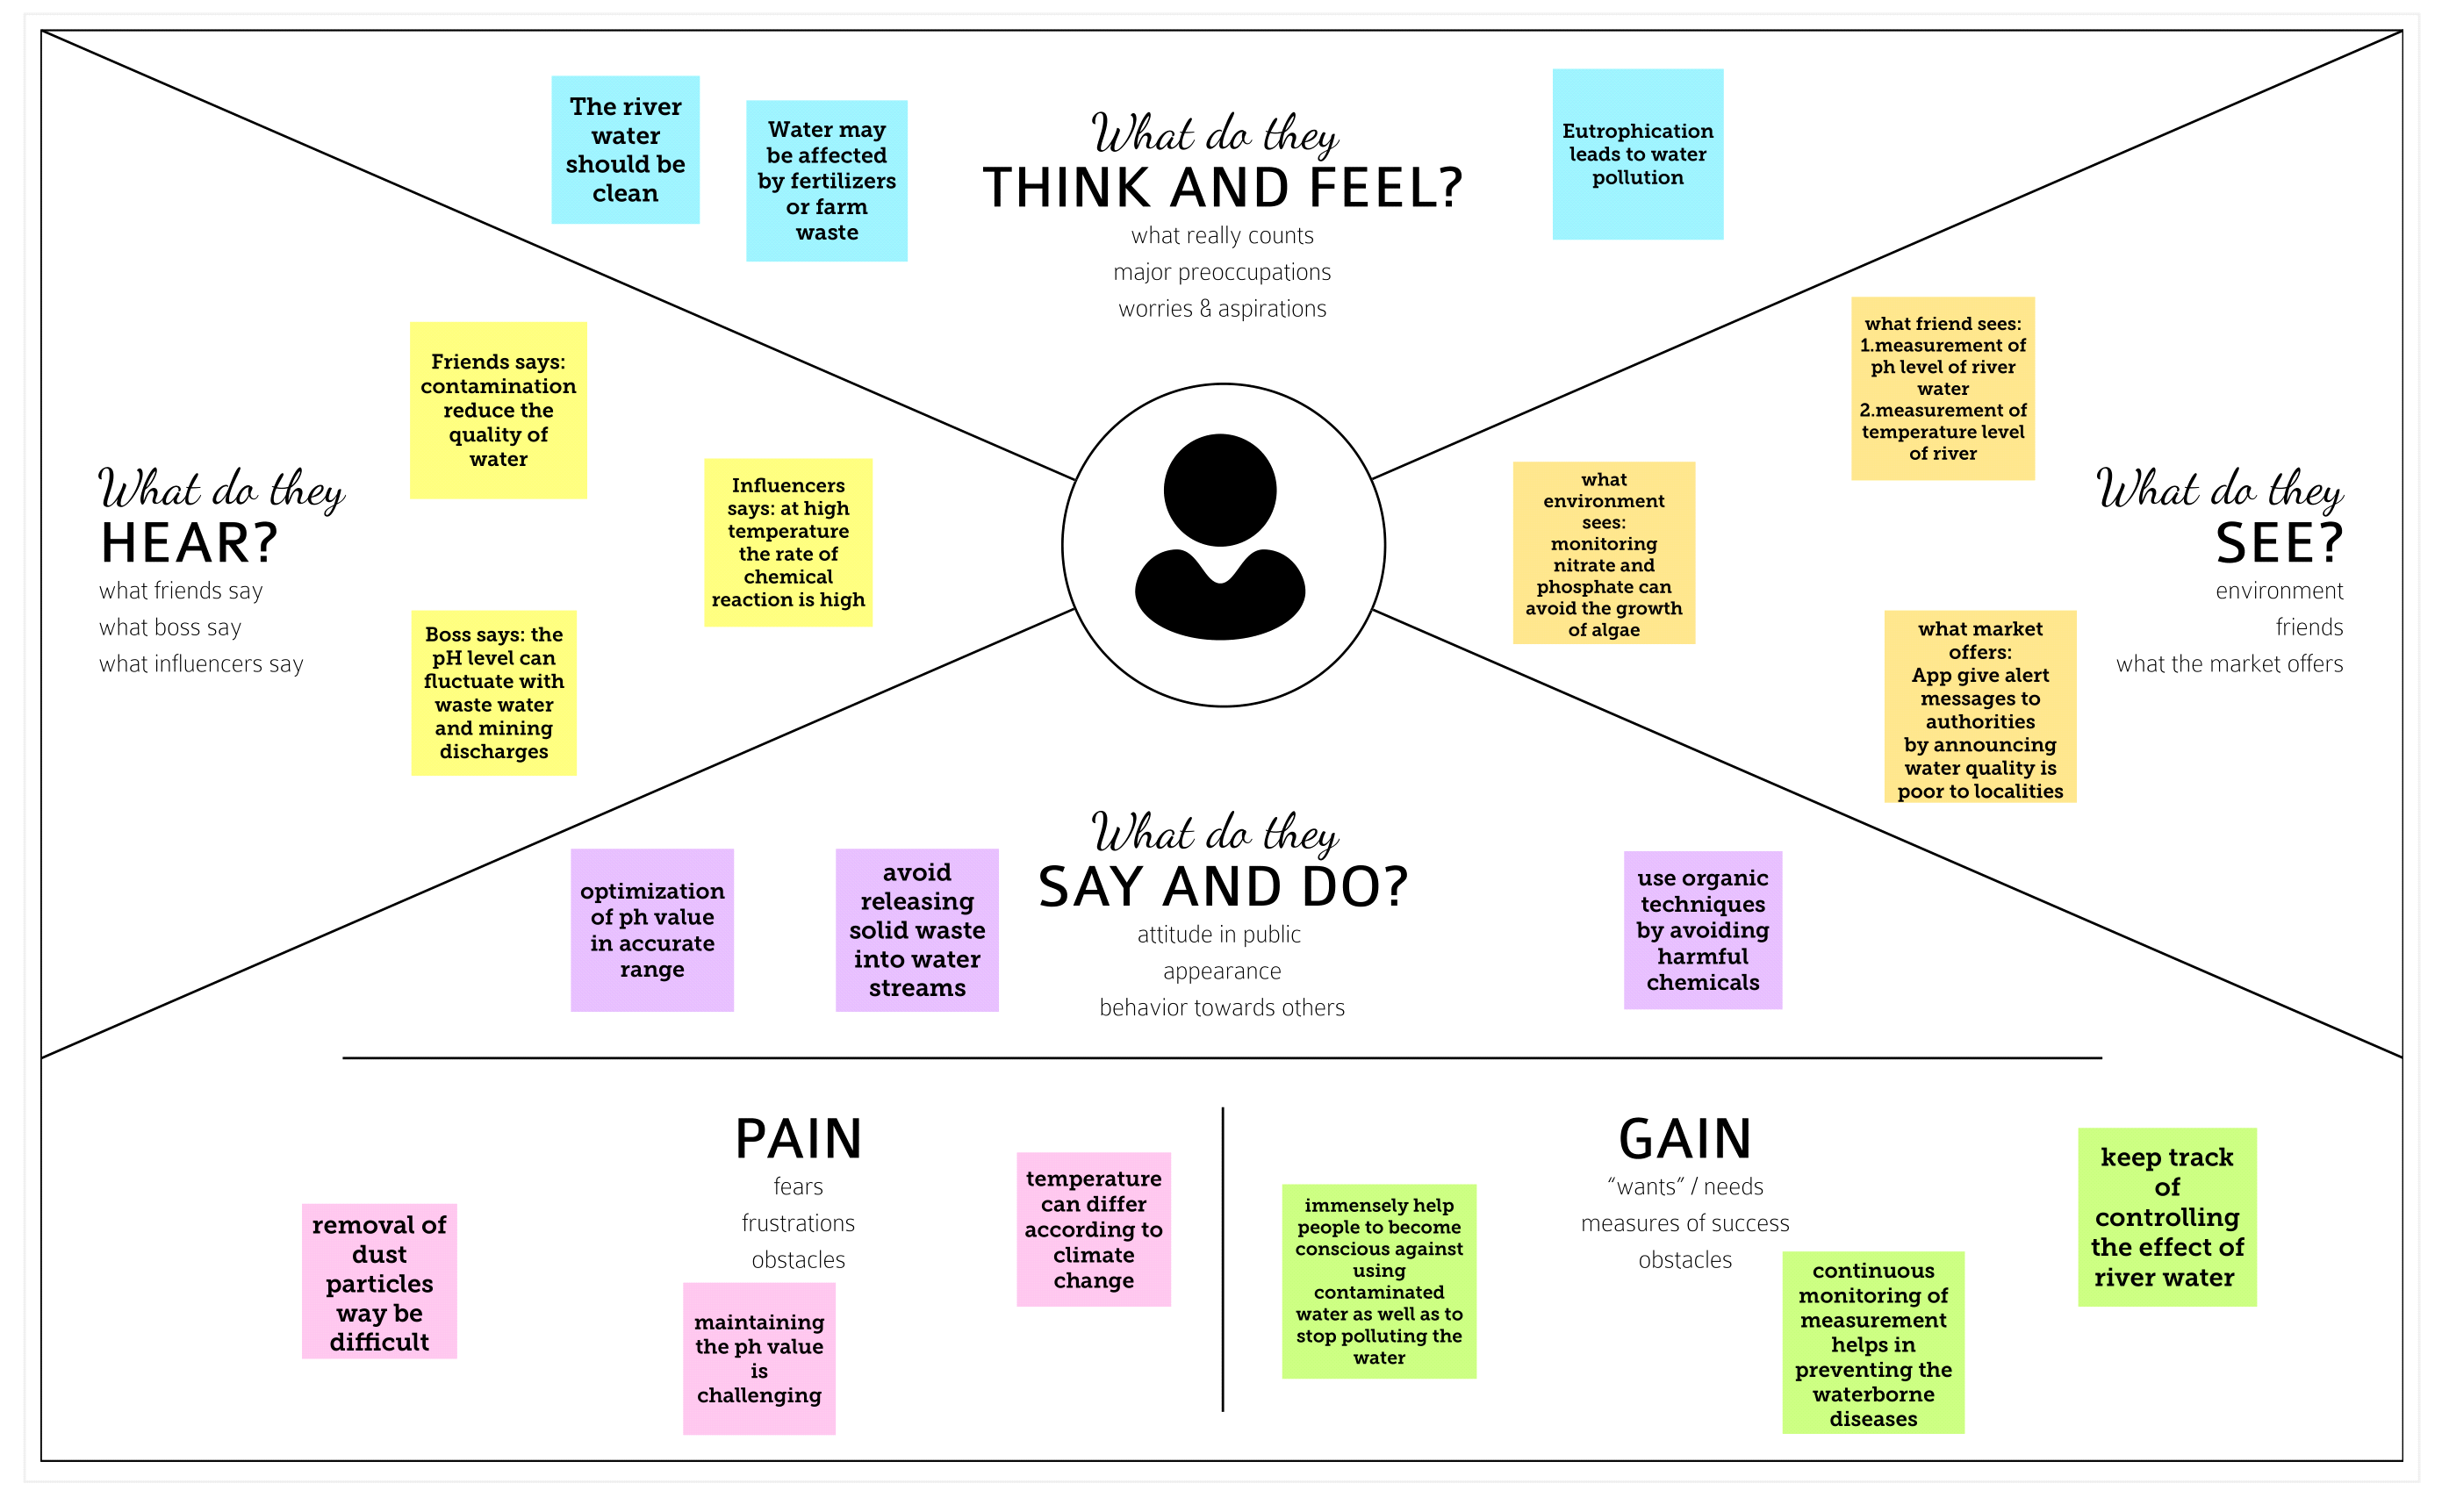 The river
water
should be
clean
Water may
be affected
by fertilizers
or farm
waste
What do they
THINK AND FEEL?
what really counts
major preoccupations
worries & aspirations
Eutrophication
leads to water
pollution
What do they
HEAR?
what friends say
what boss say
what influencers say
Friends says:
contamination
reduce the
quality of
water
Influencers
says: at high
temperature
the rate of
chemical
reaction is high
Boss says: the
pH level can
fluctuate with
waste water
and mining
discharges
what
environment
sees:
monitoring
nitrate and
phosphate can
avoid the growth
of algae
what friend sees:
1.measurement of
ph level of river
water
2.measurement of
temperature level
of river
what market
offers:
App give alert
messages to
authorities
by announcing
water quality is
poor to localities
What do they
SEE?
environment
friends
what the market offers
optimization
of ph value
in accurate
range
avoid
releasing
solid waste
into water
streams
What do they
SAY AND DO?
attitude in public
appearance
behavior towards others
use organic
techniques
by avoiding
harmful
chemicals
PAIN
fears
frustrations
obstacles
removal of
dust
particles
way be
difficult
maintaining
the ph value
is
challenging
temperature
can differ
according to
climate
change
GAIN
“wants” / needs
measures of success
obstacles
immensely help
people to become
conscious against
using
contaminated
water as well as to
stop polluting the
water
continuous
monitoring of
measurement
helps in
preventing the
waterborne
diseases
keep track
of
controlling
the effect of
river water